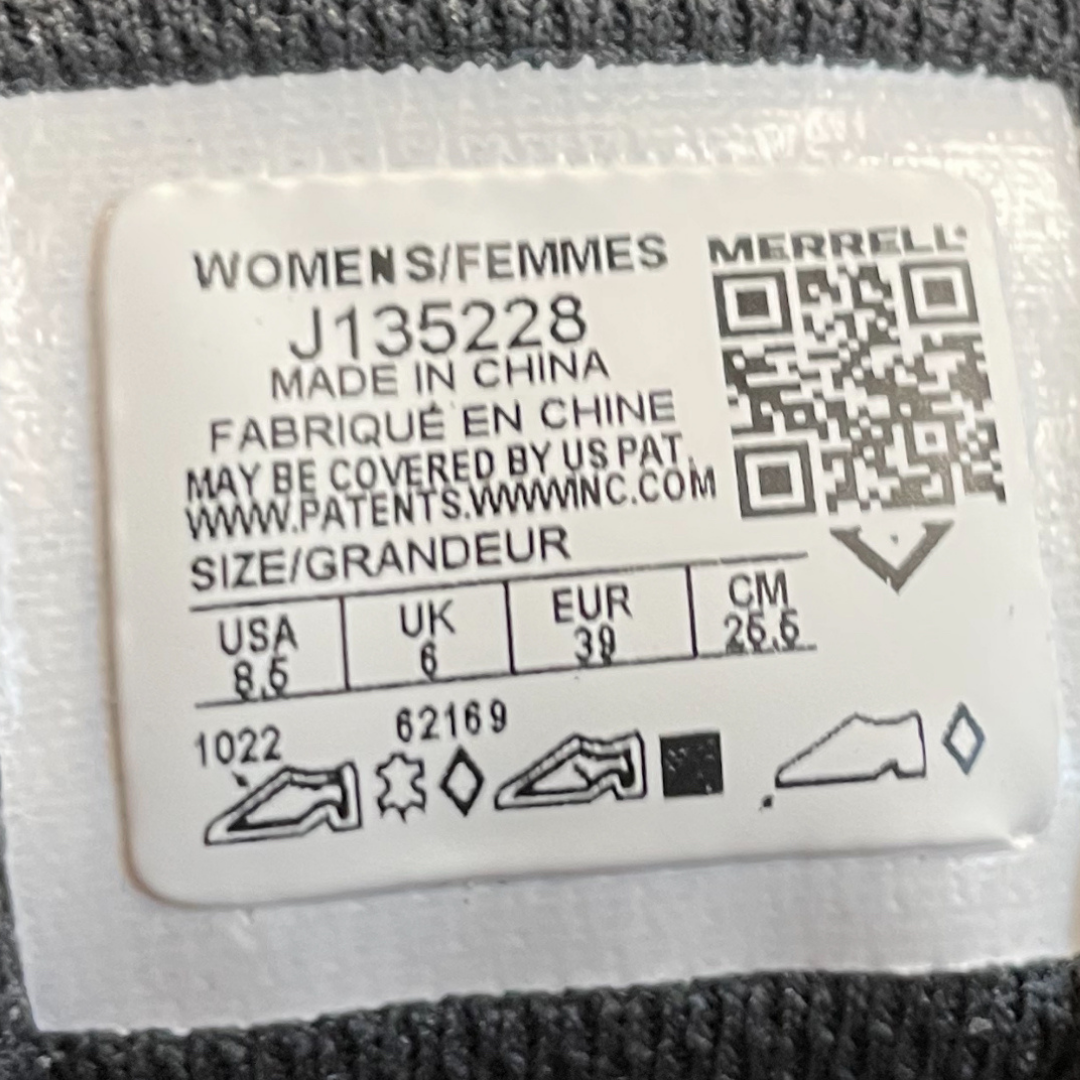 WOMENS/FEMMES
MERRELL®
J135228
MADE IN CHINA
FABRIQUÉ EN CHINE
MAY BE COVERED BY US PAT.
WWW.PATENTS.WWWINC.COM
SIZE/GRANDEUR
USA UK EUR CM
8.5 6 39 25.5
1022 62169